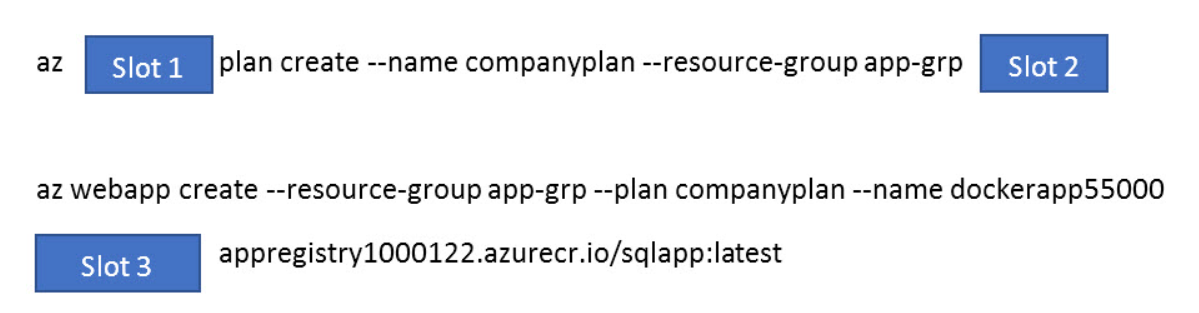 az Slot 1 plan create --name companyplan --resource-group app-grp Slot 2
az webapp create --resource-group app-grp --plan companyplan --name dockerapp55000
Slot 3 appregistry1000122.azurecr.io/sqlapp:latest